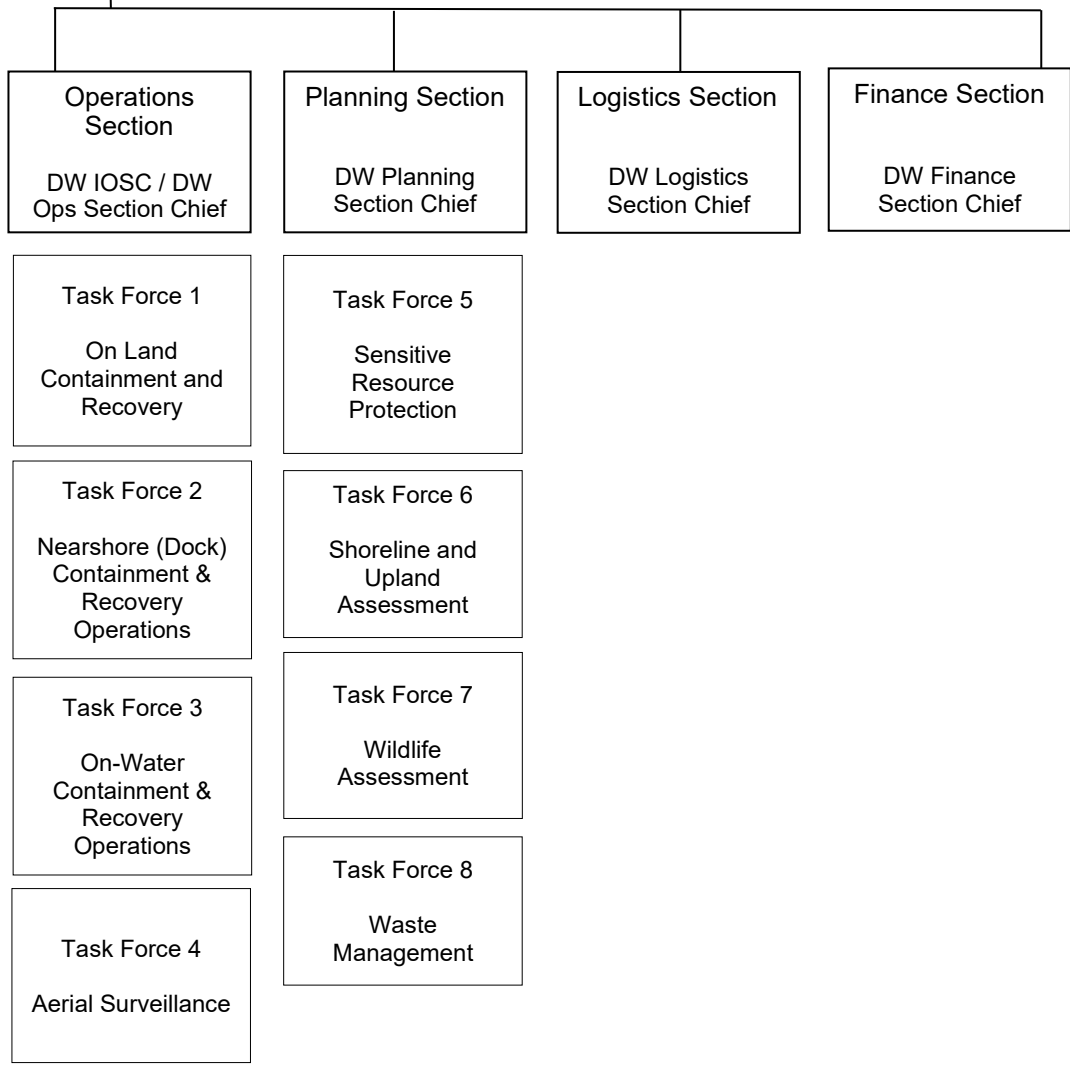 Operations
Section
DW IOSC / DW
Ops Section Chief
Planning Section
DW Planning
Section Chief
Logistics Section
DW Logistics
Section Chief
Finance Section
DW Finance
Section Chief
Task Force 1
On Land
Containment and
Recovery
Task Force 2
Nearshore (Dock)
Containment &
Recovery
Operations
Task Force 3
On-Water
Containment &
Recovery
Operations
Task Force 4
Aerial Surveillance
Task Force 5
Sensitive
Resource
Protection
Task Force 6
Shoreline and
Upland
Assessment
Task Force 7
Wildlife
Assessment
Task Force 8
Waste
Management